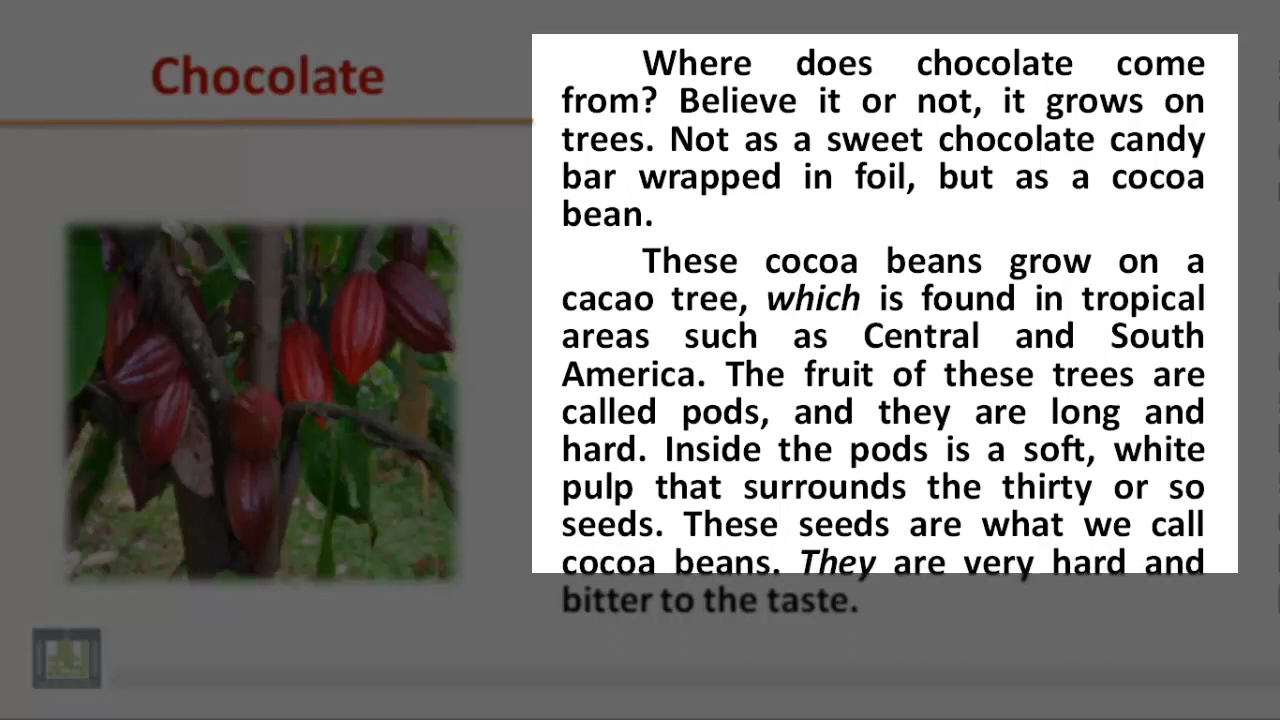 Chocolate
Where does chocolate come
from? Believe it or not, it grows on
trees. Not as a sweet chocolate candy
bar wrapped in foil, but as a cocoa
bean.
These cocoa beans grow on a
cacao tree, which is found in tropical
areas such as Central and South
America. The fruit of these trees are
called pods, and they are long and
hard. Inside the pods is a soft, white
pulp that surrounds the thirty or so
seeds. These seeds are what we call
cocoa beans. They are very hard and
bitter to the taste.